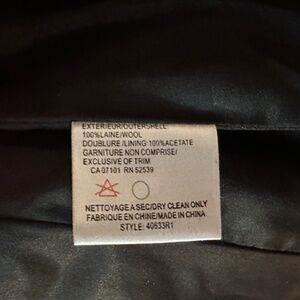 EXTERIEUR/OUTERSHELL
100%LAINE/WOOL
DOUBLURE/LINING:100%ACETATE
GARNITURE NON COMPRISE/
EXCLUSIVE OF TRIM
CA 07101 RN 52539
NETTOYAGE A SEC/DRY CLEAN ONLY
FABRIQUE EN CHINE/MADE IN CHINA
STYLE: 40633R1